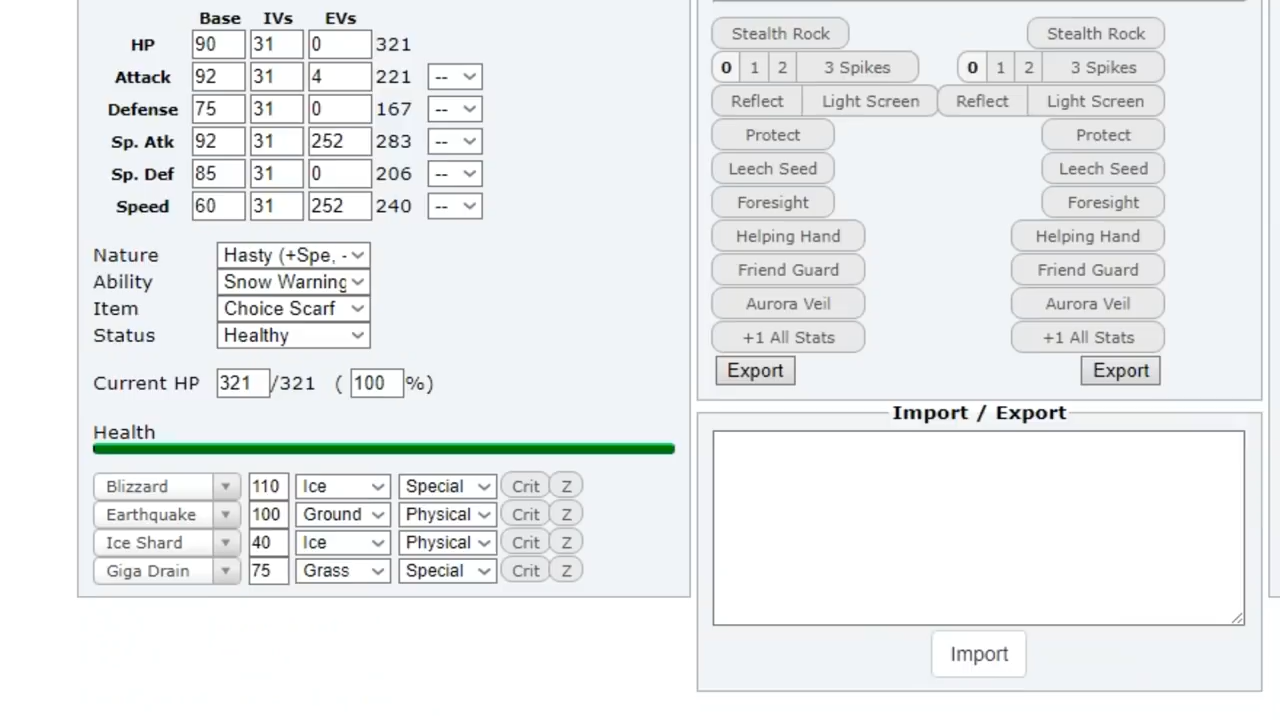 Base IVs EVs
HP 90 31 0 321
Attack 92 31 4 221 --
Defense 75 31 0 167 --
Sp. Atk 92 31 252 283 --
Sp. Def 85 31 0 206 --
Speed 60 31 252 240 --
Nature Hasty (+Spe, -
Ability Snow Warning
Item Choice Scarf
Status Healthy
Current HP 321 /321 ( 100 %)
Health
Blizzard 110 Ice Special Crit Z
Earthquake 100 Ground Physical Crit Z
Ice Shard 40 Ice Physical Crit Z
Giga Drain 75 Grass Special Crit Z
Stealth Rock Stealth Rock
0 1 2 3 Spikes 0 1 2 3 Spikes
Reflect Light Screen Reflect Light Screen
Protect Protect
Leech Seed Leech Seed
Foresight Foresight
Helping Hand Helping Hand
Friend Guard Friend Guard
Aurora Veil Aurora Veil
+1 All Stats +1 All Stats
Export Export
Import / Export
Import